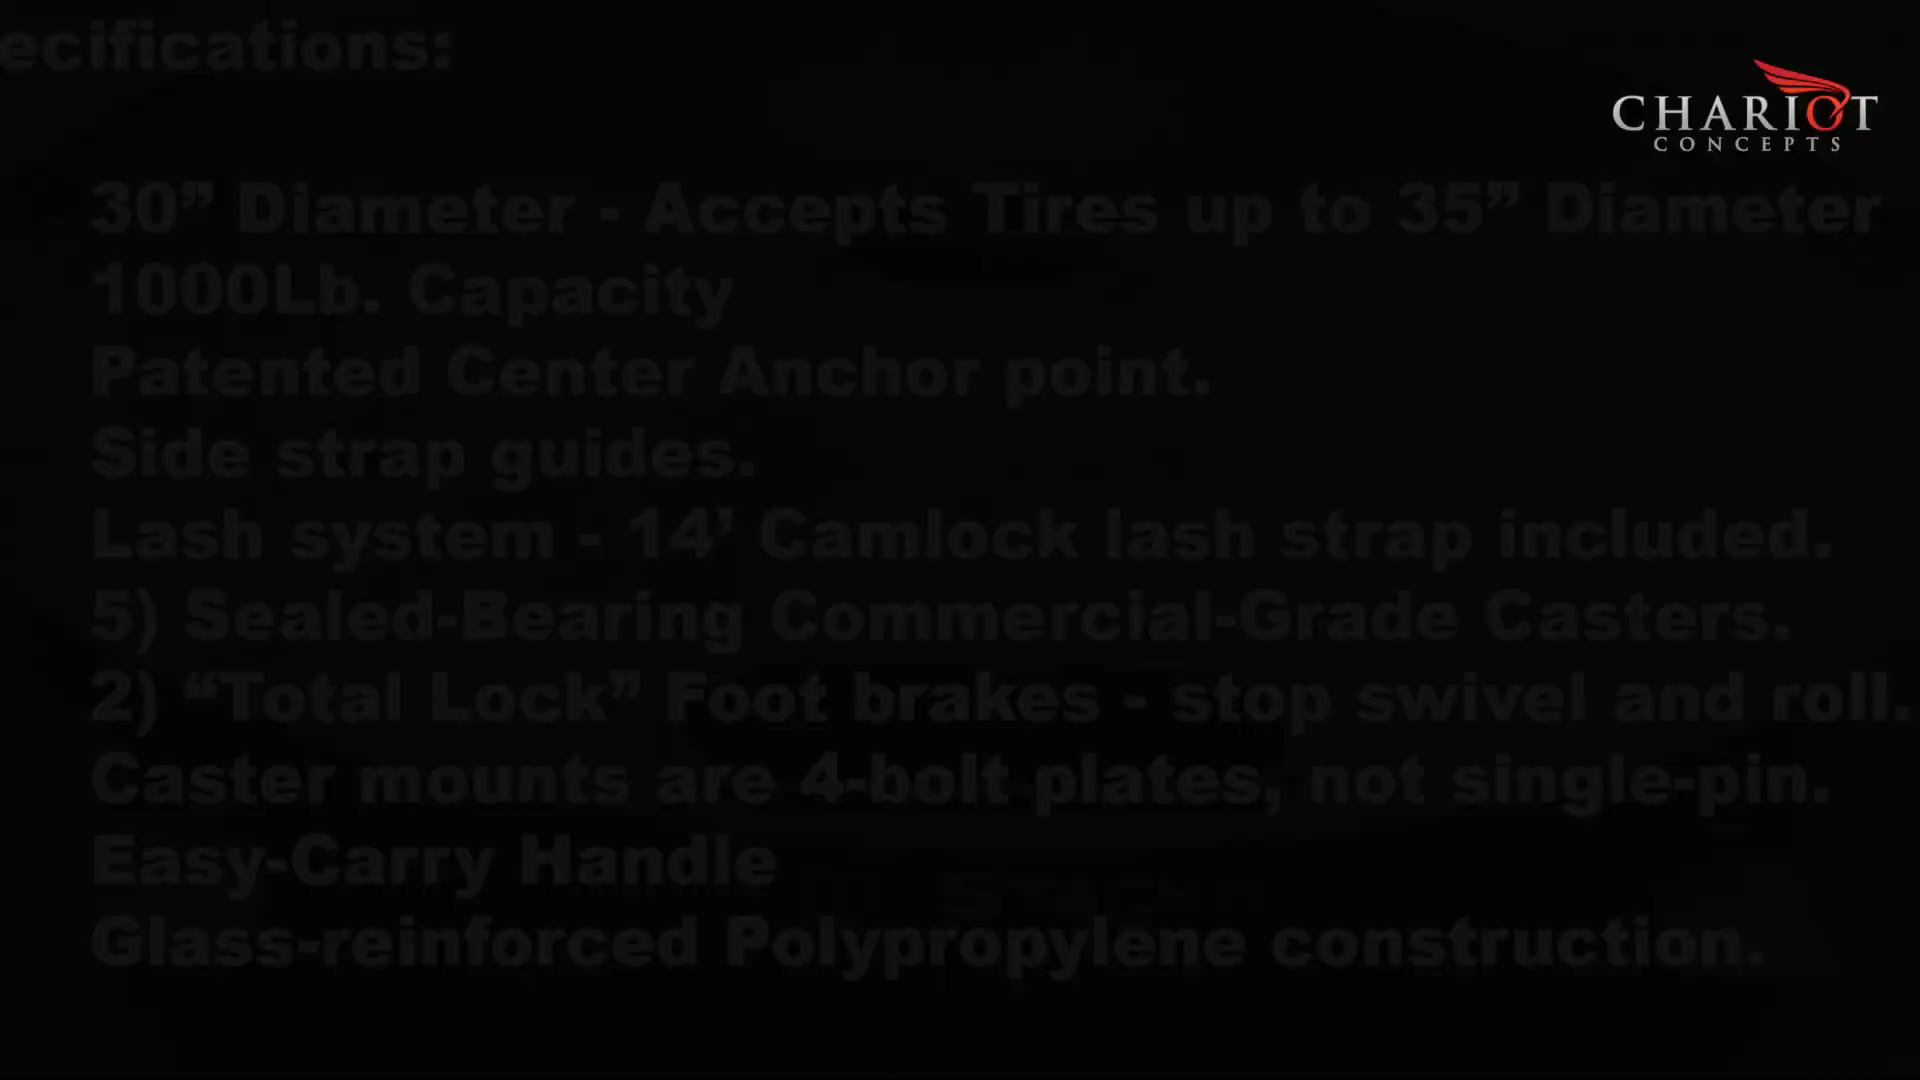 ecifications:
CHARIOT
CONCEPTS
30” Diameter - Accepts Tires up to 35” Diameter
1000Lb. Capacity
Patented Center Anchor point.
Side strap guides.
Lash system - 14’ Camlock lash strap included.
5) Sealed-Bearing Commercial-Grade Casters.
2) “Total Lock” Foot brakes - stop swivel and roll.
Caster mounts are 4-bolt plates, not single-pin.
Easy-Carry Handle
Glass-reinforced Polypropylene construction.